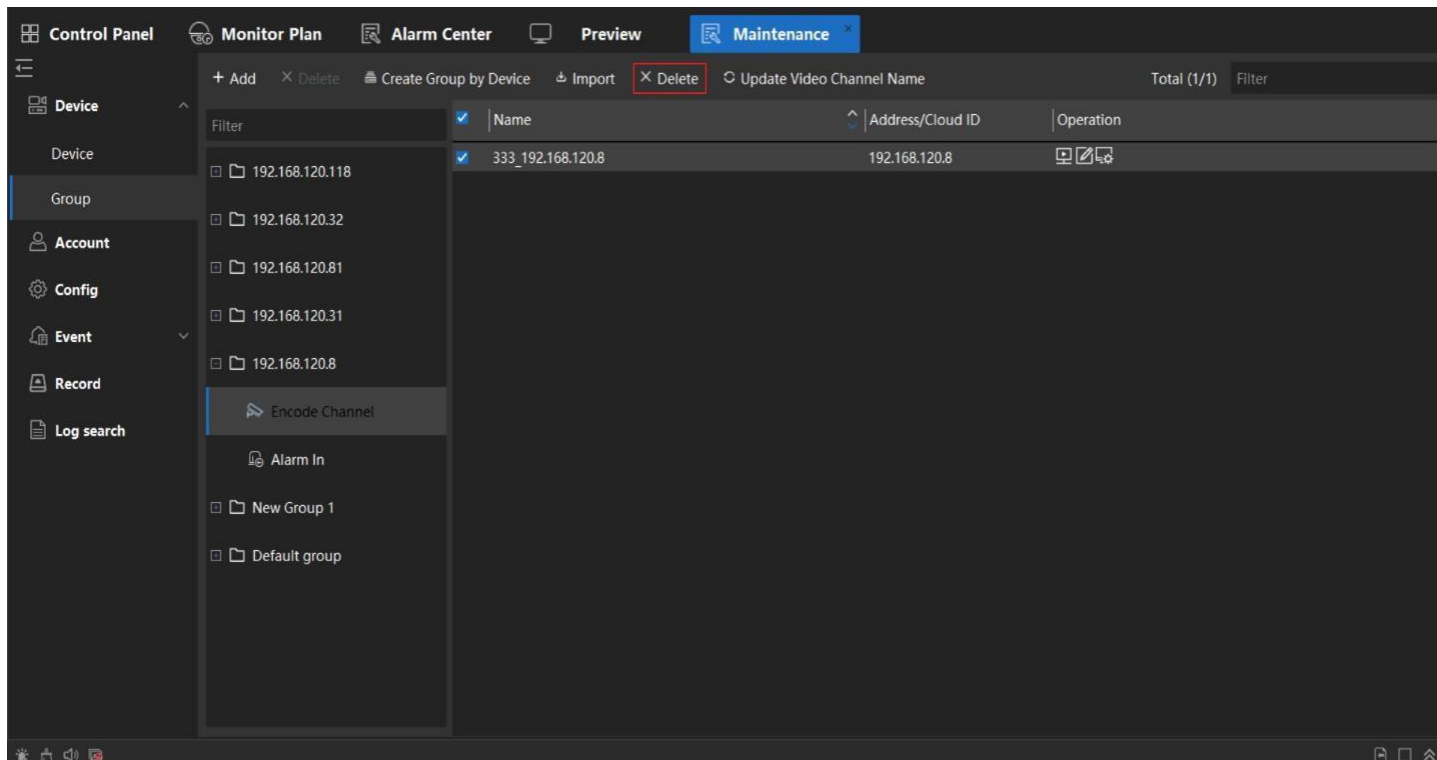 Control Panel Monitor Plan Alarm Center Preview Maintenance ×
+ Add × Delete Create Group by Device Import × Delete Update Video Channel Name Total (1/1) Filter
Device
Device
Group
Account
Config
Event
Record
Log search
Filter
192.168.120.118
192.168.120.32
192.168.120.81
192.168.120.31
192.168.120.8
Encode Channel
Alarm In
New Group 1
Default group
Name Address/Cloud ID Operation
333_192.168.120.8 192.168.120.8